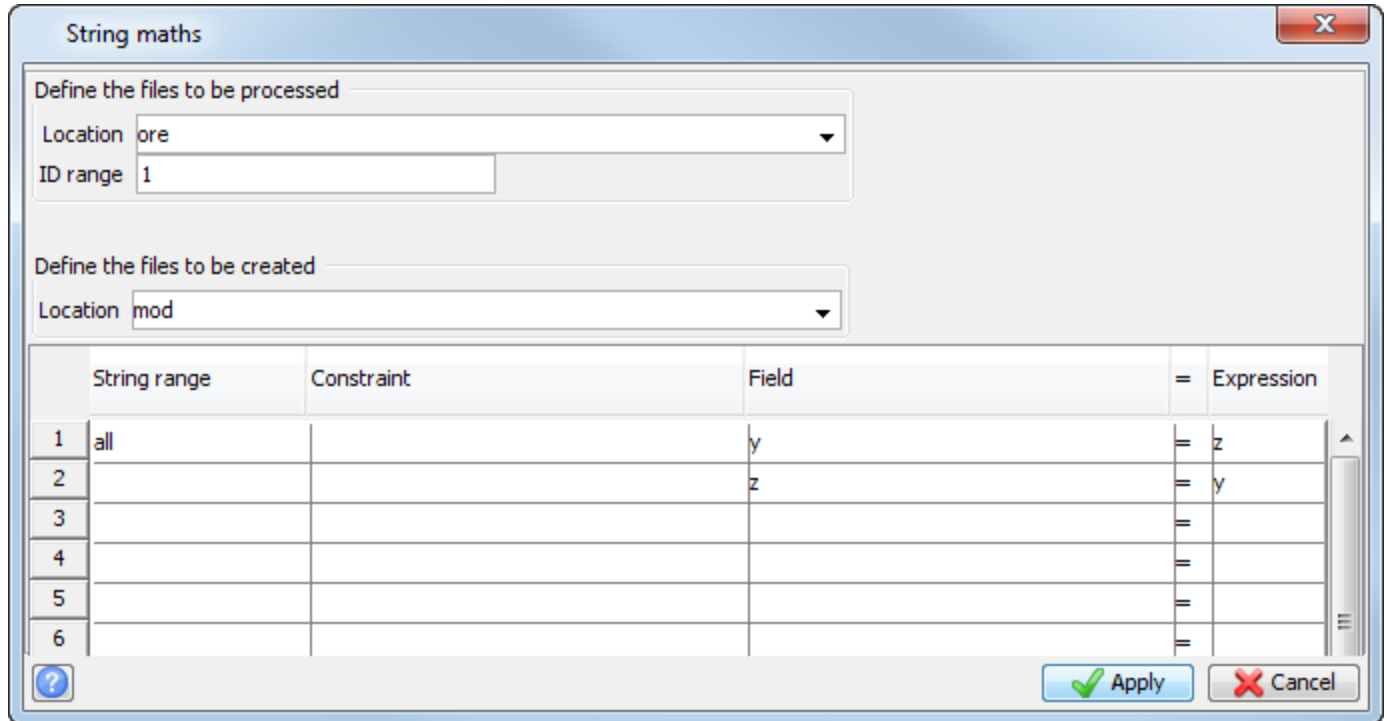 String maths
Define the files to be processed
Location ore
ID range 1
Define the files to be created
Location mod
String range Constraint Field = Expression
1 all y = z
2 z = y
3 =
4 =
5 =
6 =
? Apply Cancel